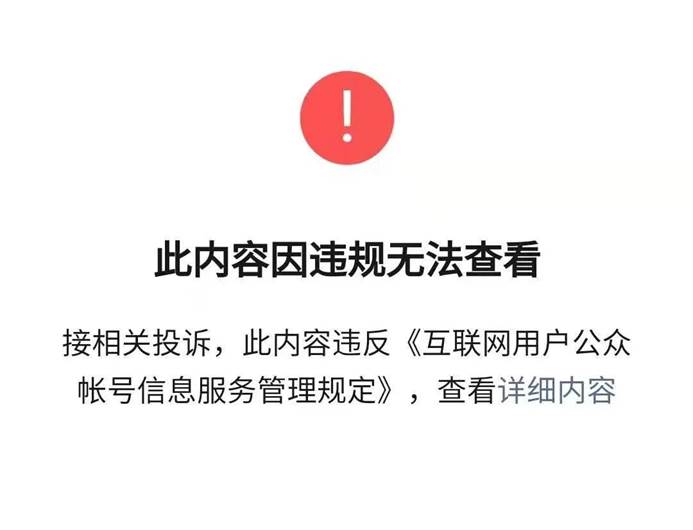 此内容因违规无法查看
接相关投诉，此内容违反《互联网用户公众
帐号信息服务管理规定》，查看详细内容